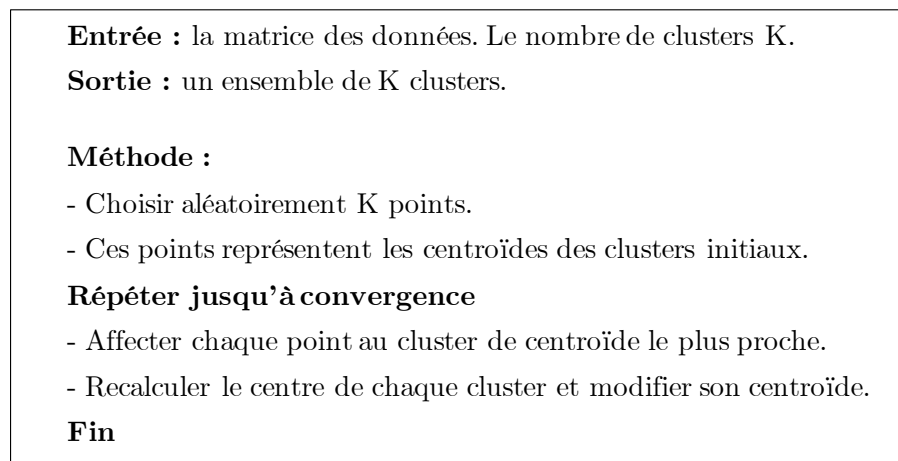 Entrée : la matrice des données. Le nombre de clusters K.
Sortie : un ensemble de K clusters.
Méthode :
- Choisir aléatoirement K points.
- Ces points représentent les centroïdes des clusters initiaux.
Répéter jusqu'à convergence
- Affecter chaque point au cluster de centroïde le plus proche.
- Recalculer le centre de chaque cluster et modifier son centroïde.
Fin